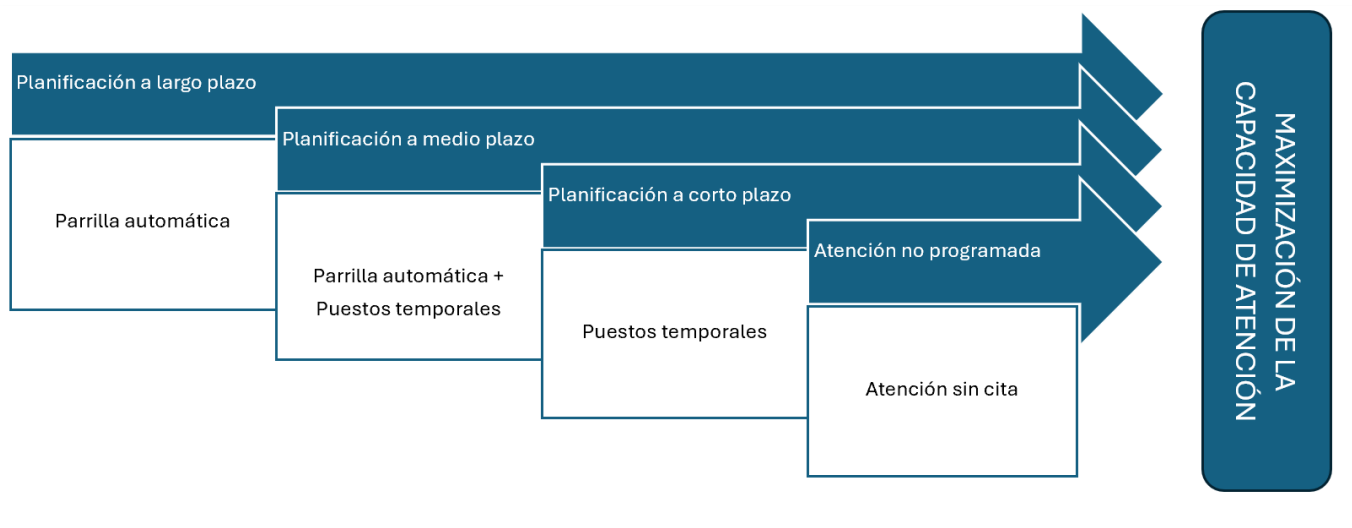 Planificación a largo plazo
Parrilla automática
Planificación a medio plazo
Parrilla automática +
Puestos temporales
Planificación a corto plazo
Puestos temporales
Atención no programada
Atención sin cita
MAXIMIZACIÓN DE LA
CAPACIDAD DE ATENCIÓN